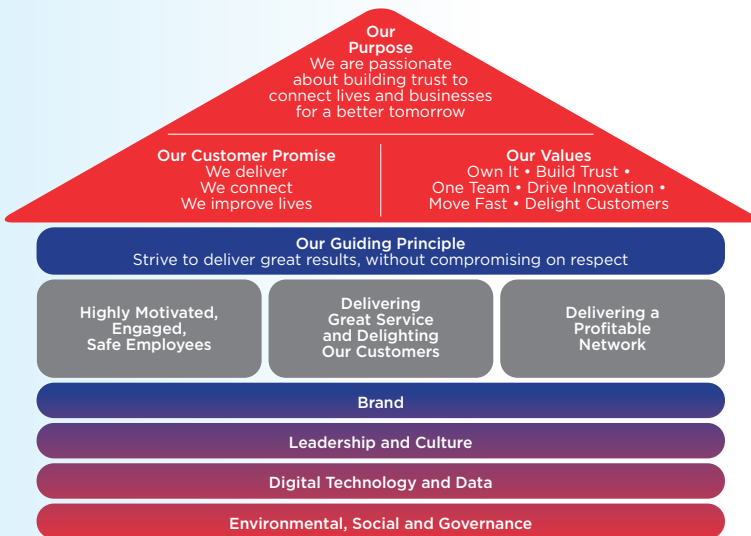 Our
Purpose
We are passionate
about building trust to
connect lives and businesses
for a better tomorrow
Our Customer Promise
We deliver
We connect
We improve lives
Our Values
Own It • Build Trust •
One Team • Drive Innovation •
Move Fast • Delight Customers
Our Guiding Principle
Strive to deliver great results, without compromising on respect
Highly Motivated,
Engaged,
Safe Employees
Delivering
Great Service
and Delighting
Our Customers
Delivering a
Profitable
Network
Brand
Leadership and Culture
Digital Technology and Data
Environmental, Social and Governance